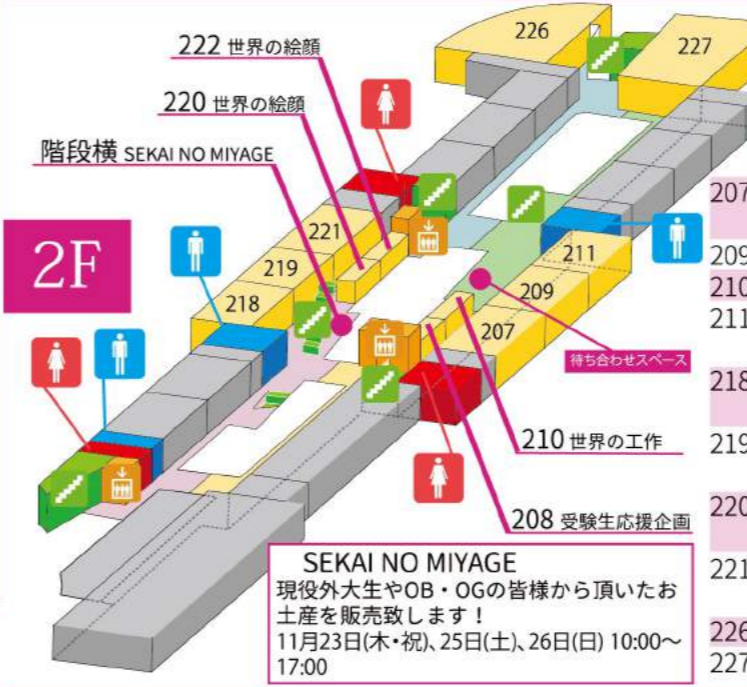 222 世界の絵顔
220 世界の絵顔
階段横 SEKAI NO MIYAGE
2F
226
227
221
219
218
211
209
207
待ち合わせスペース
210 世界の工作
208 受験生応援企画
SEKAI NO MIYAGE
現役外大生やOB・OGの皆様から頂いたお
土産を販売致します！
11月23日(木・祝)、25日(土)、26日(日) 10:00〜
17:00
207
209
210
211
218
219
220
221
226
227